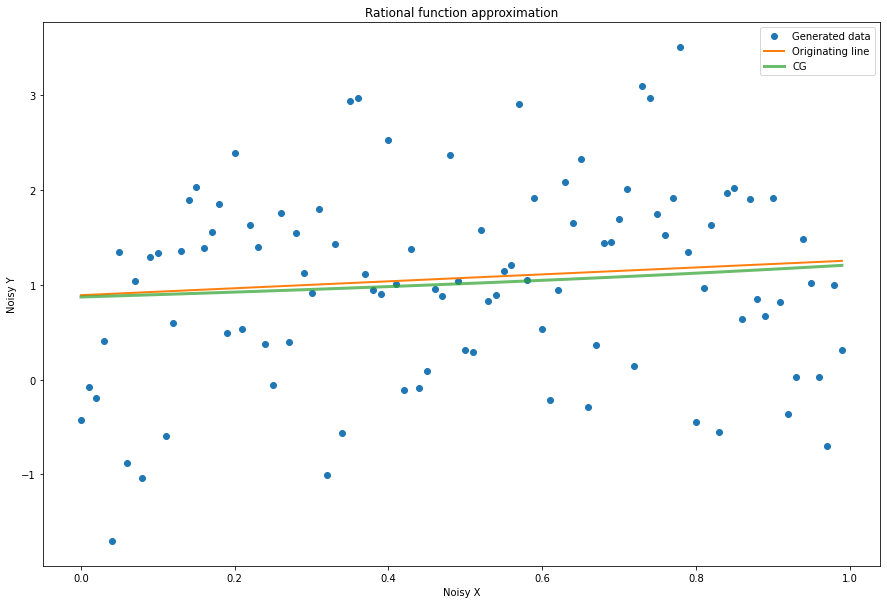 Rational function approximation
Generated data
Originating line
CG
Noisy Y
3
2
1
0
−1
0.0 0.2 0.4 0.6 0.8 1.0
Noisy X